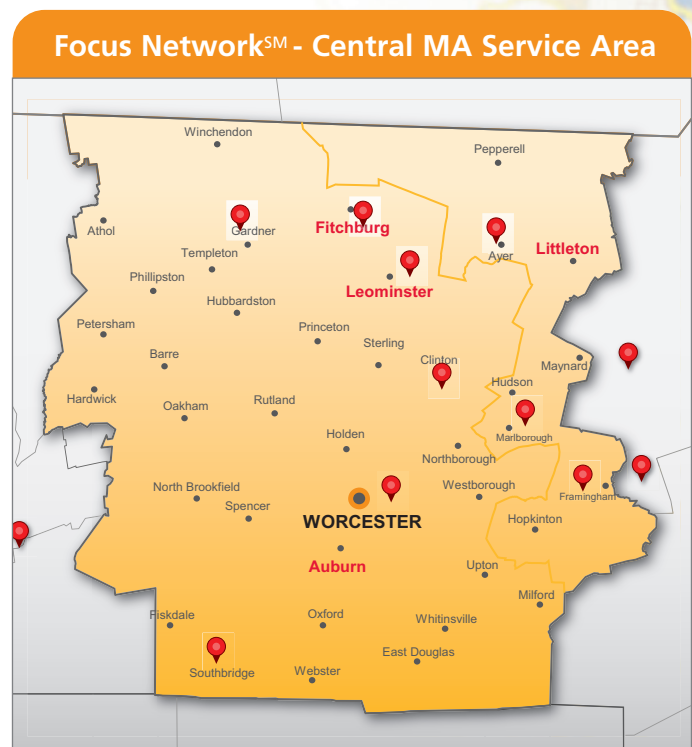 Focus Network℠ - Central MA Service Area
Winchendon
Pepperell
Athol
Gardner
Fitchburg
Ayer
Littleton
Templeton
Phillipston
Leominster
Hubbardston
Petersham
Princeton
Sterling
Barre
Clinton
Maynard
Hudson
Hardwick
Oakham
Rutland
Marlborough
Holden
Northborough
North Brookfield
Westborough
Framingham
Spencer
WORCESTER
Hopkinton
Auburn
Upton
Milford
Fiskdale
Oxford
Whitinsville
East Douglas
Southbridge
Webster